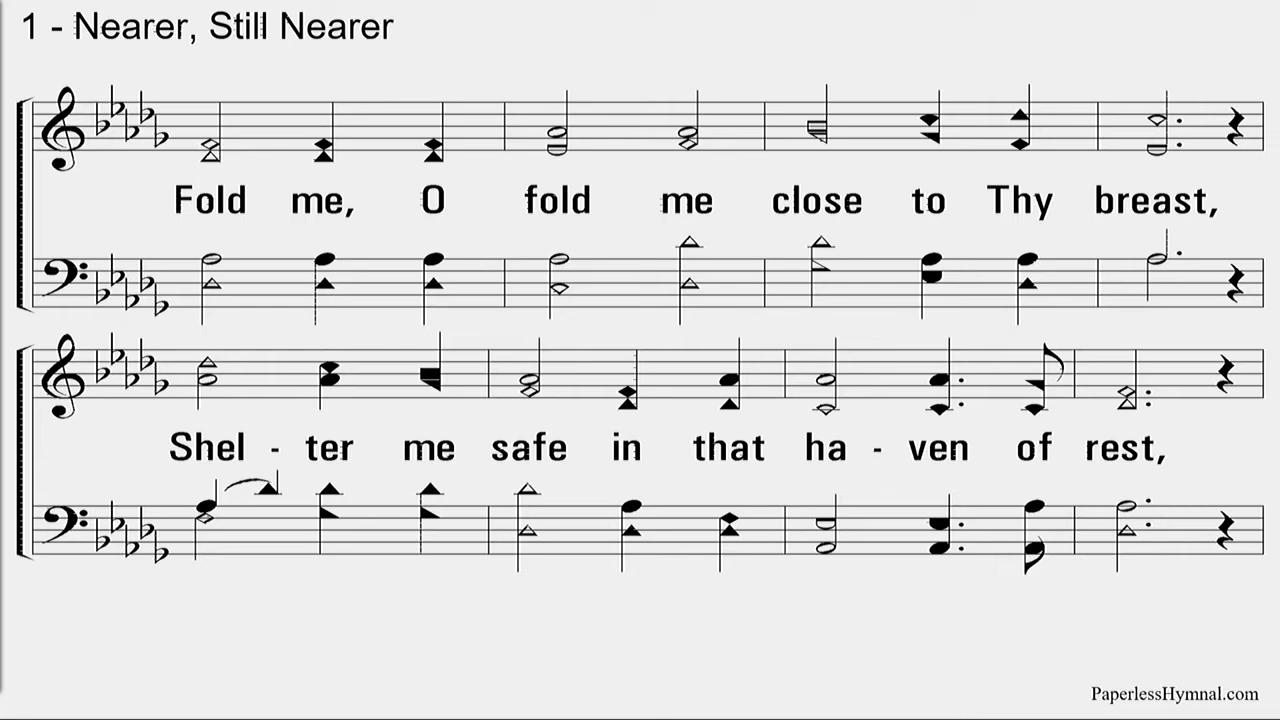 1 - Nearer, Still Nearer
Fold me, O fold me close to Thy breast,
Shel - ter me safe in that ha - ven of rest,
PaperlessHymnal.com